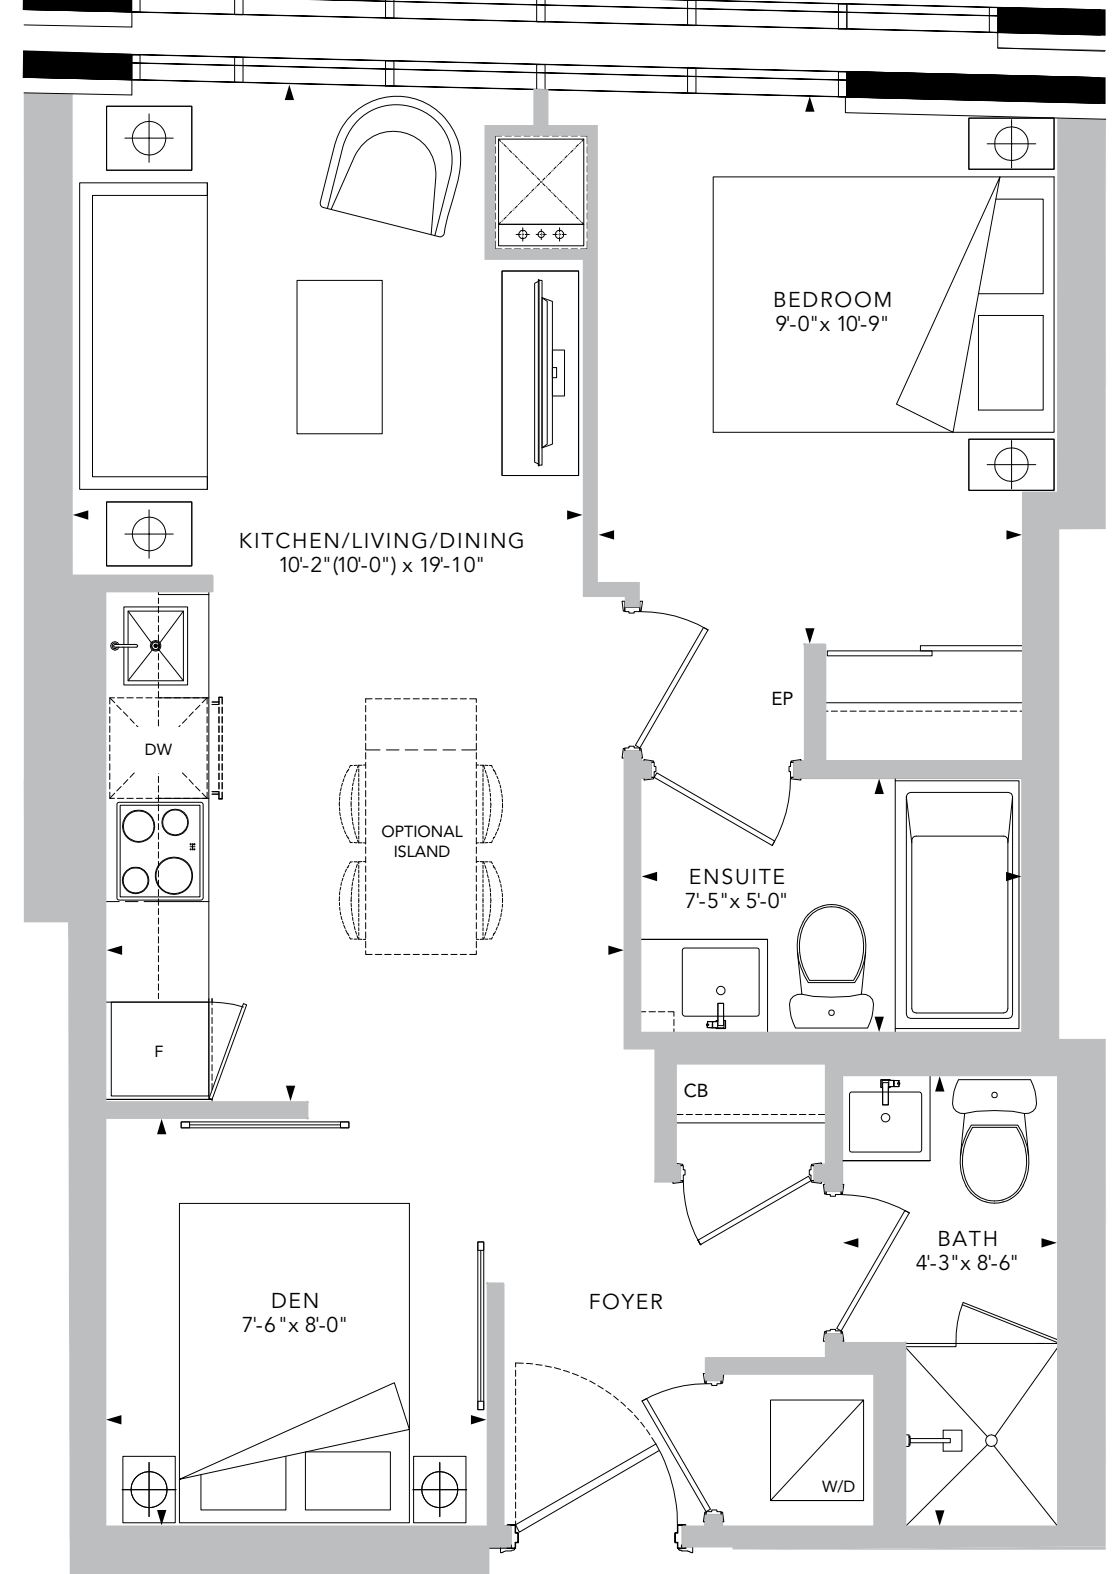 BEDROOM
9'-0"x 10'-9"
KITCHEN/LIVING/DINING
10'-2"(10'-0") x 19'-10"
EP
DW
OPTIONAL
ISLAND
ENSUITE
7'-5"x 5'-0"
F
CB
BATH
4'-3"x 8'-6"
DEN
7'-6"x 8'-0"
FOYER
W/D